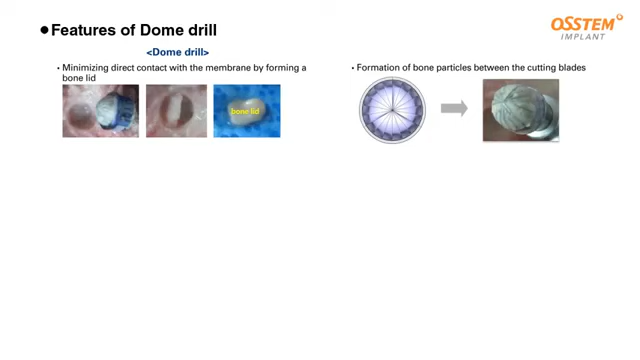 ●Features of Dome drill
OSSTEM
IMPLANT
<Dome drill>
• Minimizing direct contact with the membrane by forming a
bone lid
• Formation of bone particles between the cutting blades
bone lid